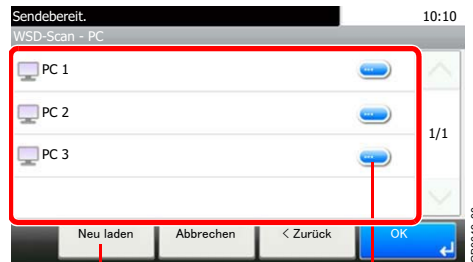 Sendebereit. 10:10
WSD-Scan - PC
PC 1
PC 2
1/1
PC 3
Neu laden Abbrechen < Zurück OK